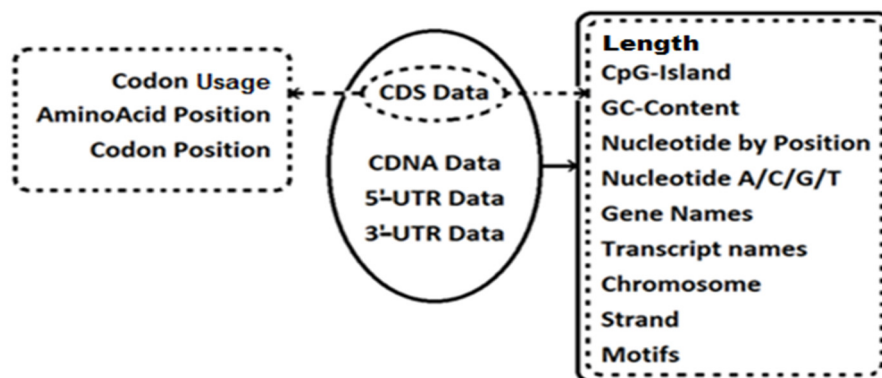 Codon Usage
AminoAcid Position
Codon Position
CDS Data
CDNA Data
5'-UTR Data
3'-UTR Data
Length
CpG-Island
GC-Content
Nucleotide by Position
Nucleotide A/C/G/T
Gene Names
Transcript names
Chromosome
Strand
Motifs